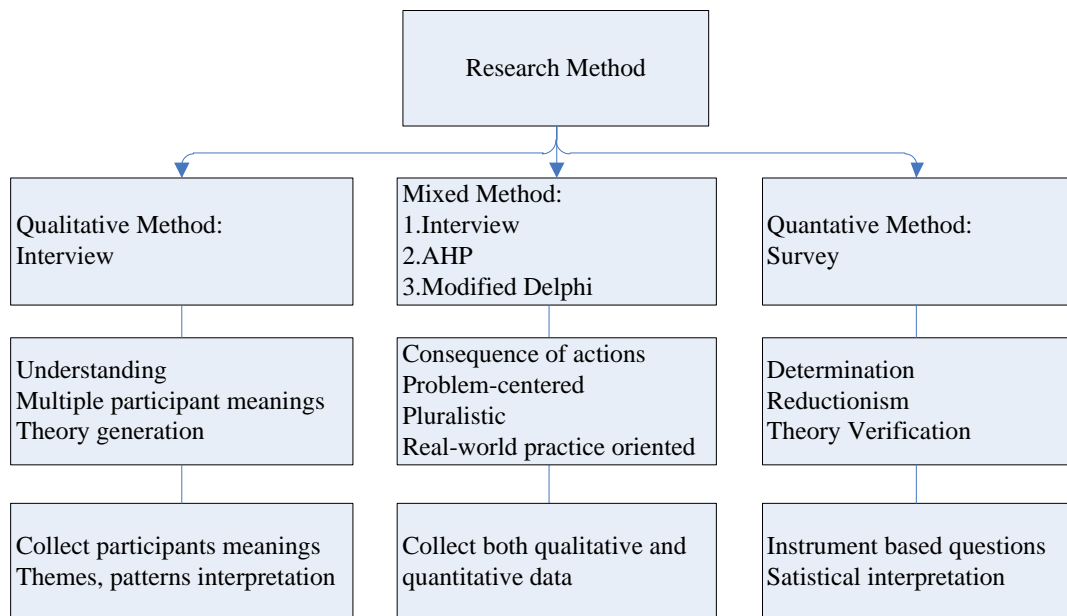 Research Method
Qualitative Method:
Interview
Mixed Method:
1.Interview
2.AHP
3.Modified Delphi
Quantative Method:
Survey
Understanding
Multiple participant meanings
Theory generation
Consequence of actions
Problem-centered
Pluralistic
Real-world practice oriented
Determination
Reductionism
Theory Verification
Collect participants meanings
Themes, patterns interpretation
Collect both qualitative and
quantitative data
Instrument based questions
Satistical interpretation